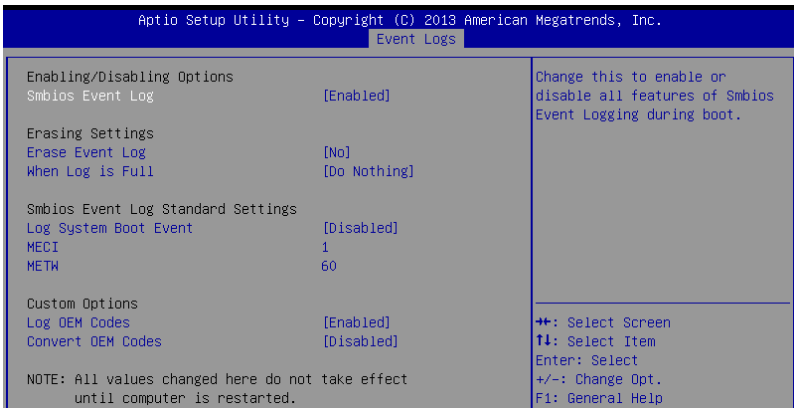 Aptio Setup Utility – Copyright (C) 2013 American Megatrends, Inc.
Event Logs
Enabling/Disabling Options
Smbios Event Log [Enabled]
Erasing Settings
Erase Event Log [No]
When Log is Full [Do Nothing]
Smbios Event Log Standard Settings
Log System Boot Event [Disabled]
MECI 1
METW 60
Custom Options
Log OEM Codes [Enabled]
Convert OEM Codes [Disabled]
NOTE: All values changed here do not take effect
until computer is restarted.
Change this to enable or
disable all features of Smbios
Event Logging during boot.
→←: Select Screen
↑↓: Select Item
Enter: Select
+/-: Change Opt.
F1: General Help